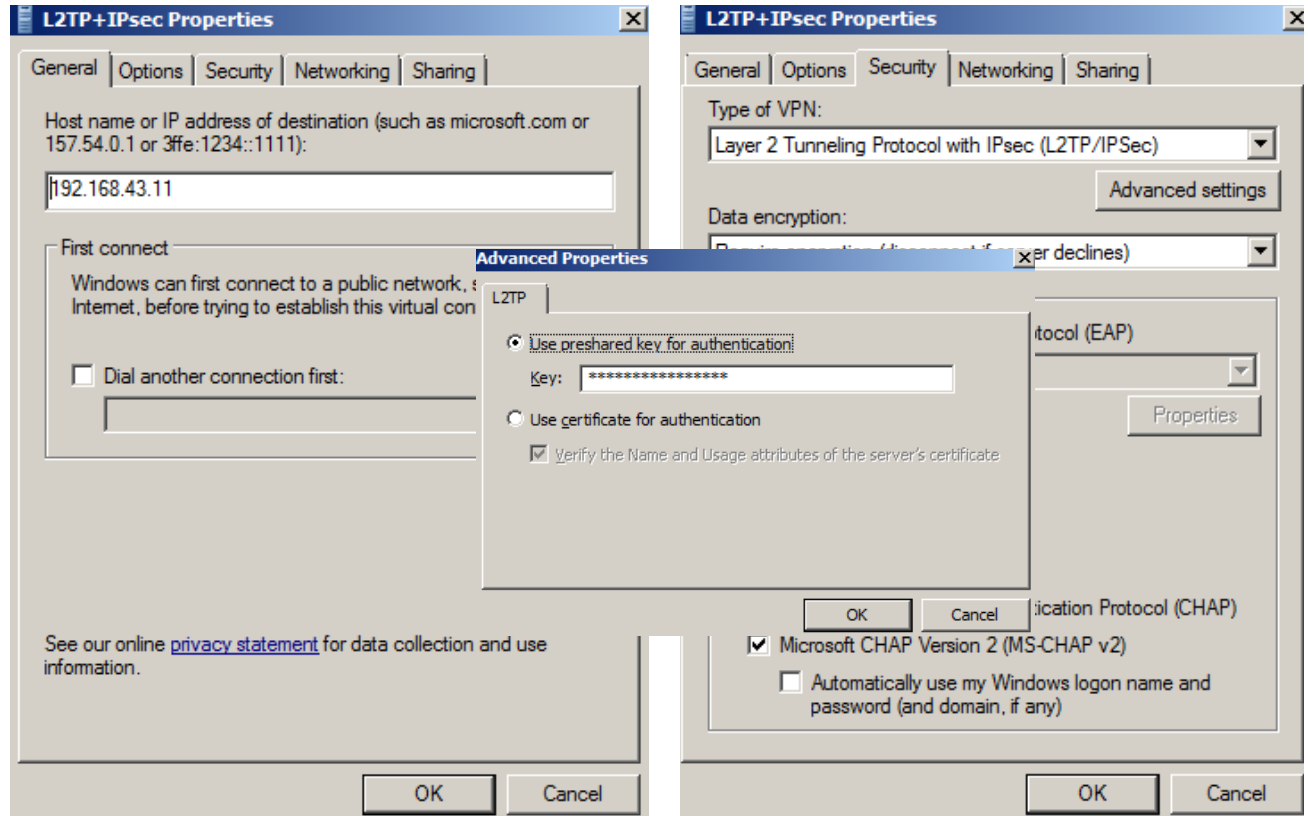 L2TP+IPsec Properties
General Options Security Networking Sharing
Host name or IP address of destination (such as microsoft.com or
157.54.0.1 or 3ffe:1234::1111):
192.168.43.11
First connect
Windows can first connect to a public network,
Internet, before trying to establish this virtual
Dial another connection first:
See our online privacy statement for data collection and use
information.
OK Cancel
L2TP+IPsec Properties
General Options Security Networking Sharing
Type of VPN:
Layer 2 Tunneling Protocol with IPsec (L2TP/IPSec)
Advanced settings
Data encryption:
er declines)
Advanced Properties
L2TP
Use preshared key for authentication
Key: ****************
Use certificate for authentication
Verify the Name and Usage attributes of the server's certificate
OK Cancel
(EAP)
Properties
Protocol (CHAP)
Microsoft CHAP Version 2 (MS-CHAP v2)
Automatically use my Windows logon name and
password (and domain, if any)
OK Cancel